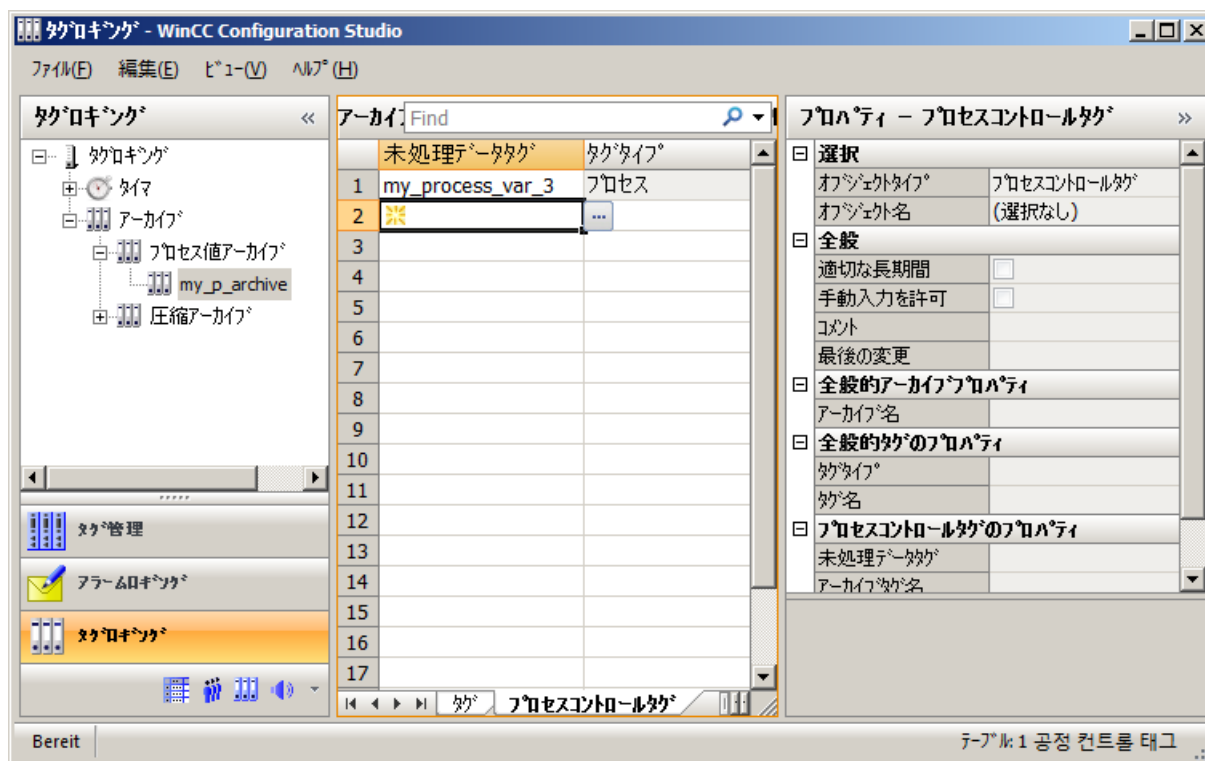 タグロギング - WinCC Configuration Studio
ファイル(F) 編集(E) ビュー(V) ヘルプ(H)
タグロギング «
タグロギング
タイマ
アーカイブ
プロセス値アーカイブ
my_p_archive
圧縮アーカイブ
タグ管理
アラームロギング
タグロギング
アーカイ Find
未処理データタグ タグタイプ
1 my_process_var_3 プロセス
2 ...
3
4
5
6
7
8
9
10
11
12
13
14
15
16
17
タグ プロセスコントロールタグ
プロパティ - プロセスコントロールタグ »
選択
オブジェクトタイプ プロセスコントロールタグ
オブジェクト名 (選択なし)
全般
適切な長期間
手動入力を許可
コメント
最後の変更
全般的アーカイブプロパティ
アーカイブ名
全般的タグのプロパティ
タグタイプ
タグ名
プロセスコントロールタグのプロパティ
未処理データタグ
アーカイブタグ名
Bereit
テーブル: 1 공정 컨트롤 태그